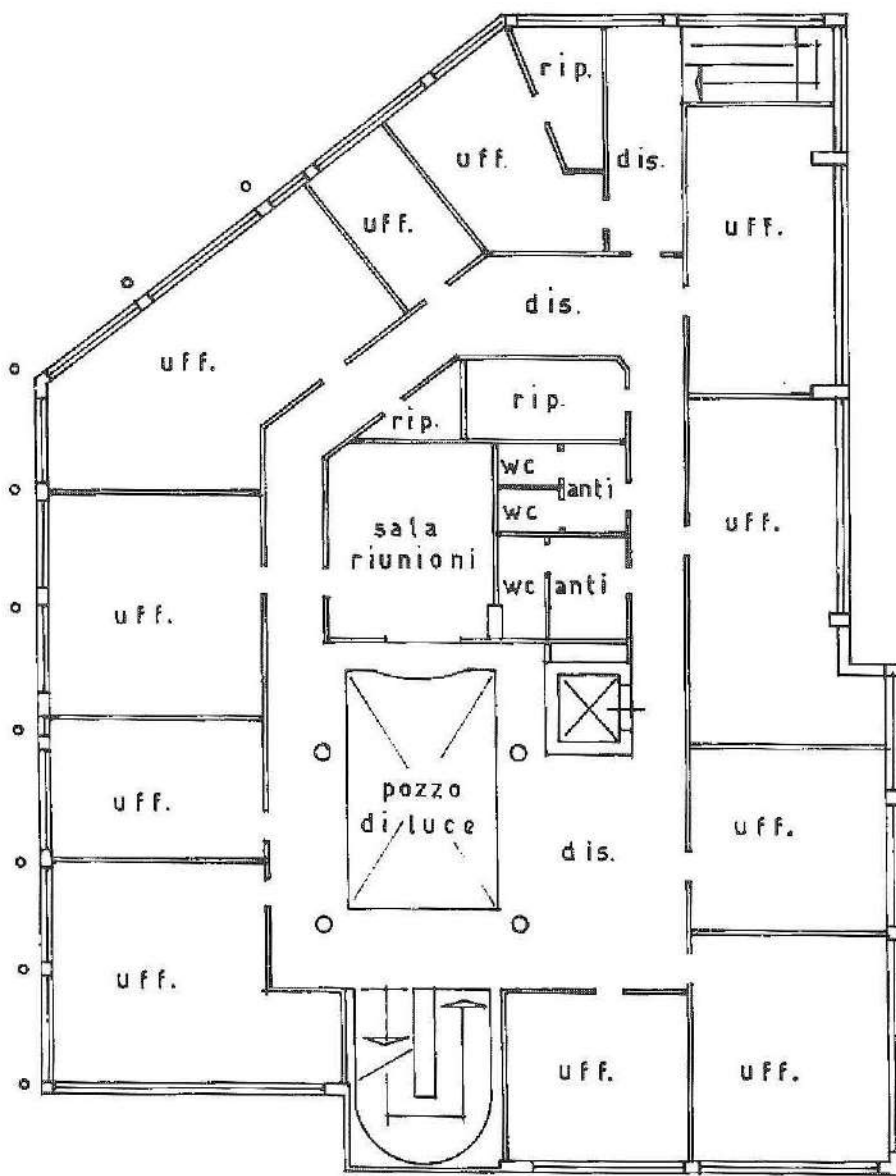 rip.
uff.
dis.
uff.
uff.
dis.
uff.
rip.
rip.
wc
anti
wc
sala
riunioni
uff.
wc
anti
uff.
uff.
pozzo
di luce
uff.
dis.
uff.
uff.
uff.